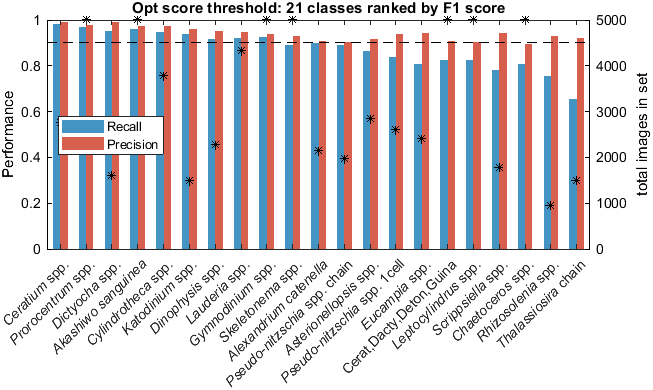 Opt score threshold: 21 classes ranked by F1 score
1
0.8
0.6
0.4
0.2
0
Performance
Recall
Precision
5000
4000
3000
2000
1000
0
total images in set
Ceratium spp.
Prorocentrum spp.
Dictyocha spp.
Akashiwo sanguinea
Cylindrotheca spp.
Katodinium spp.
Dinophysis spp.
Lauderia spp.
Gymnodinium spp.
Skeletonema spp.
Alexandrium catenella
Pseudo-nitzschia spp. chain
Asterionellopsis spp.
Pseudo-nitzschia spp. 1cell
Eucampia spp.
Cerat,Dacty,Deton,Guina
Leptocylindrus spp.
Scrippsiella spp.
Chaetoceros spp.
Rhizosolenia spp.
Thalassiosira chain